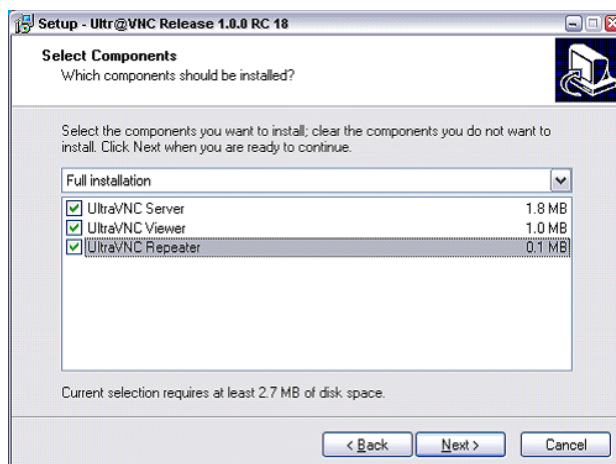 Setup - Ultr@VNC Release 1.0.0 RC 18
Select Components
Which components should be installed?
Select the components you want to install; clear the components you do not want to
install. Click Next when you are ready to continue.
Full installation
UltraVNC Server 1.8 MB
UltraVNC Viewer 1.0 MB
UltraVNC Repeater 0.1 MB
Current selection requires at least 2.7 MB of disk space.
< Back Next > Cancel